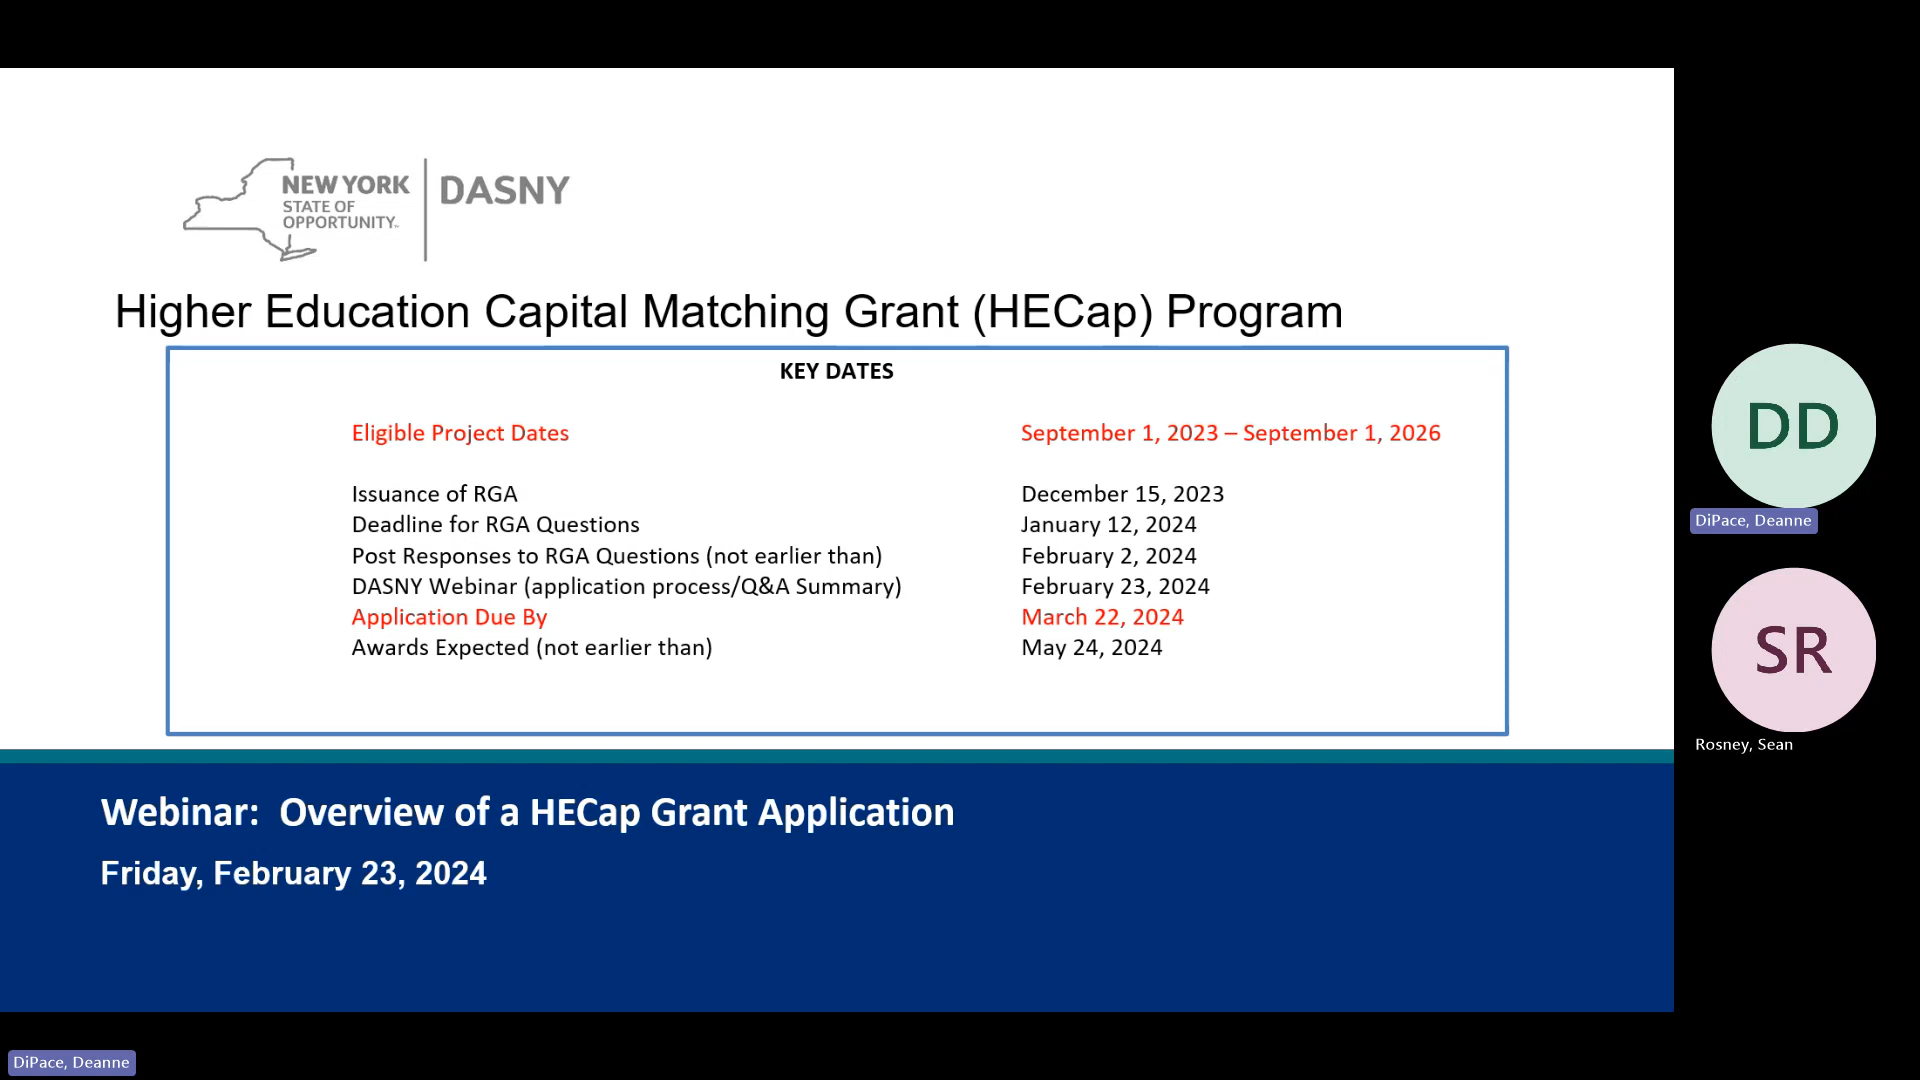 NEW YORK
STATE OF
OPPORTUNITY™
DASNY
Higher Education Capital Matching Grant (HECap) Program
KEY DATES
Eligible Project Dates September 1, 2023 – September 1, 2026
Issuance of RGA December 15, 2023
Deadline for RGA Questions January 12, 2024
Post Responses to RGA Questions (not earlier than) February 2, 2024
DASNY Webinar (application process/Q&A Summary) February 23, 2024
Application Due By March 22, 2024
Awards Expected (not earlier than) May 24, 2024
Webinar: Overview of a HECap Grant Application
Friday, February 23, 2024
DD
DiPace, Deanne
SR
Rosney, Sean
DiPace, Deanne